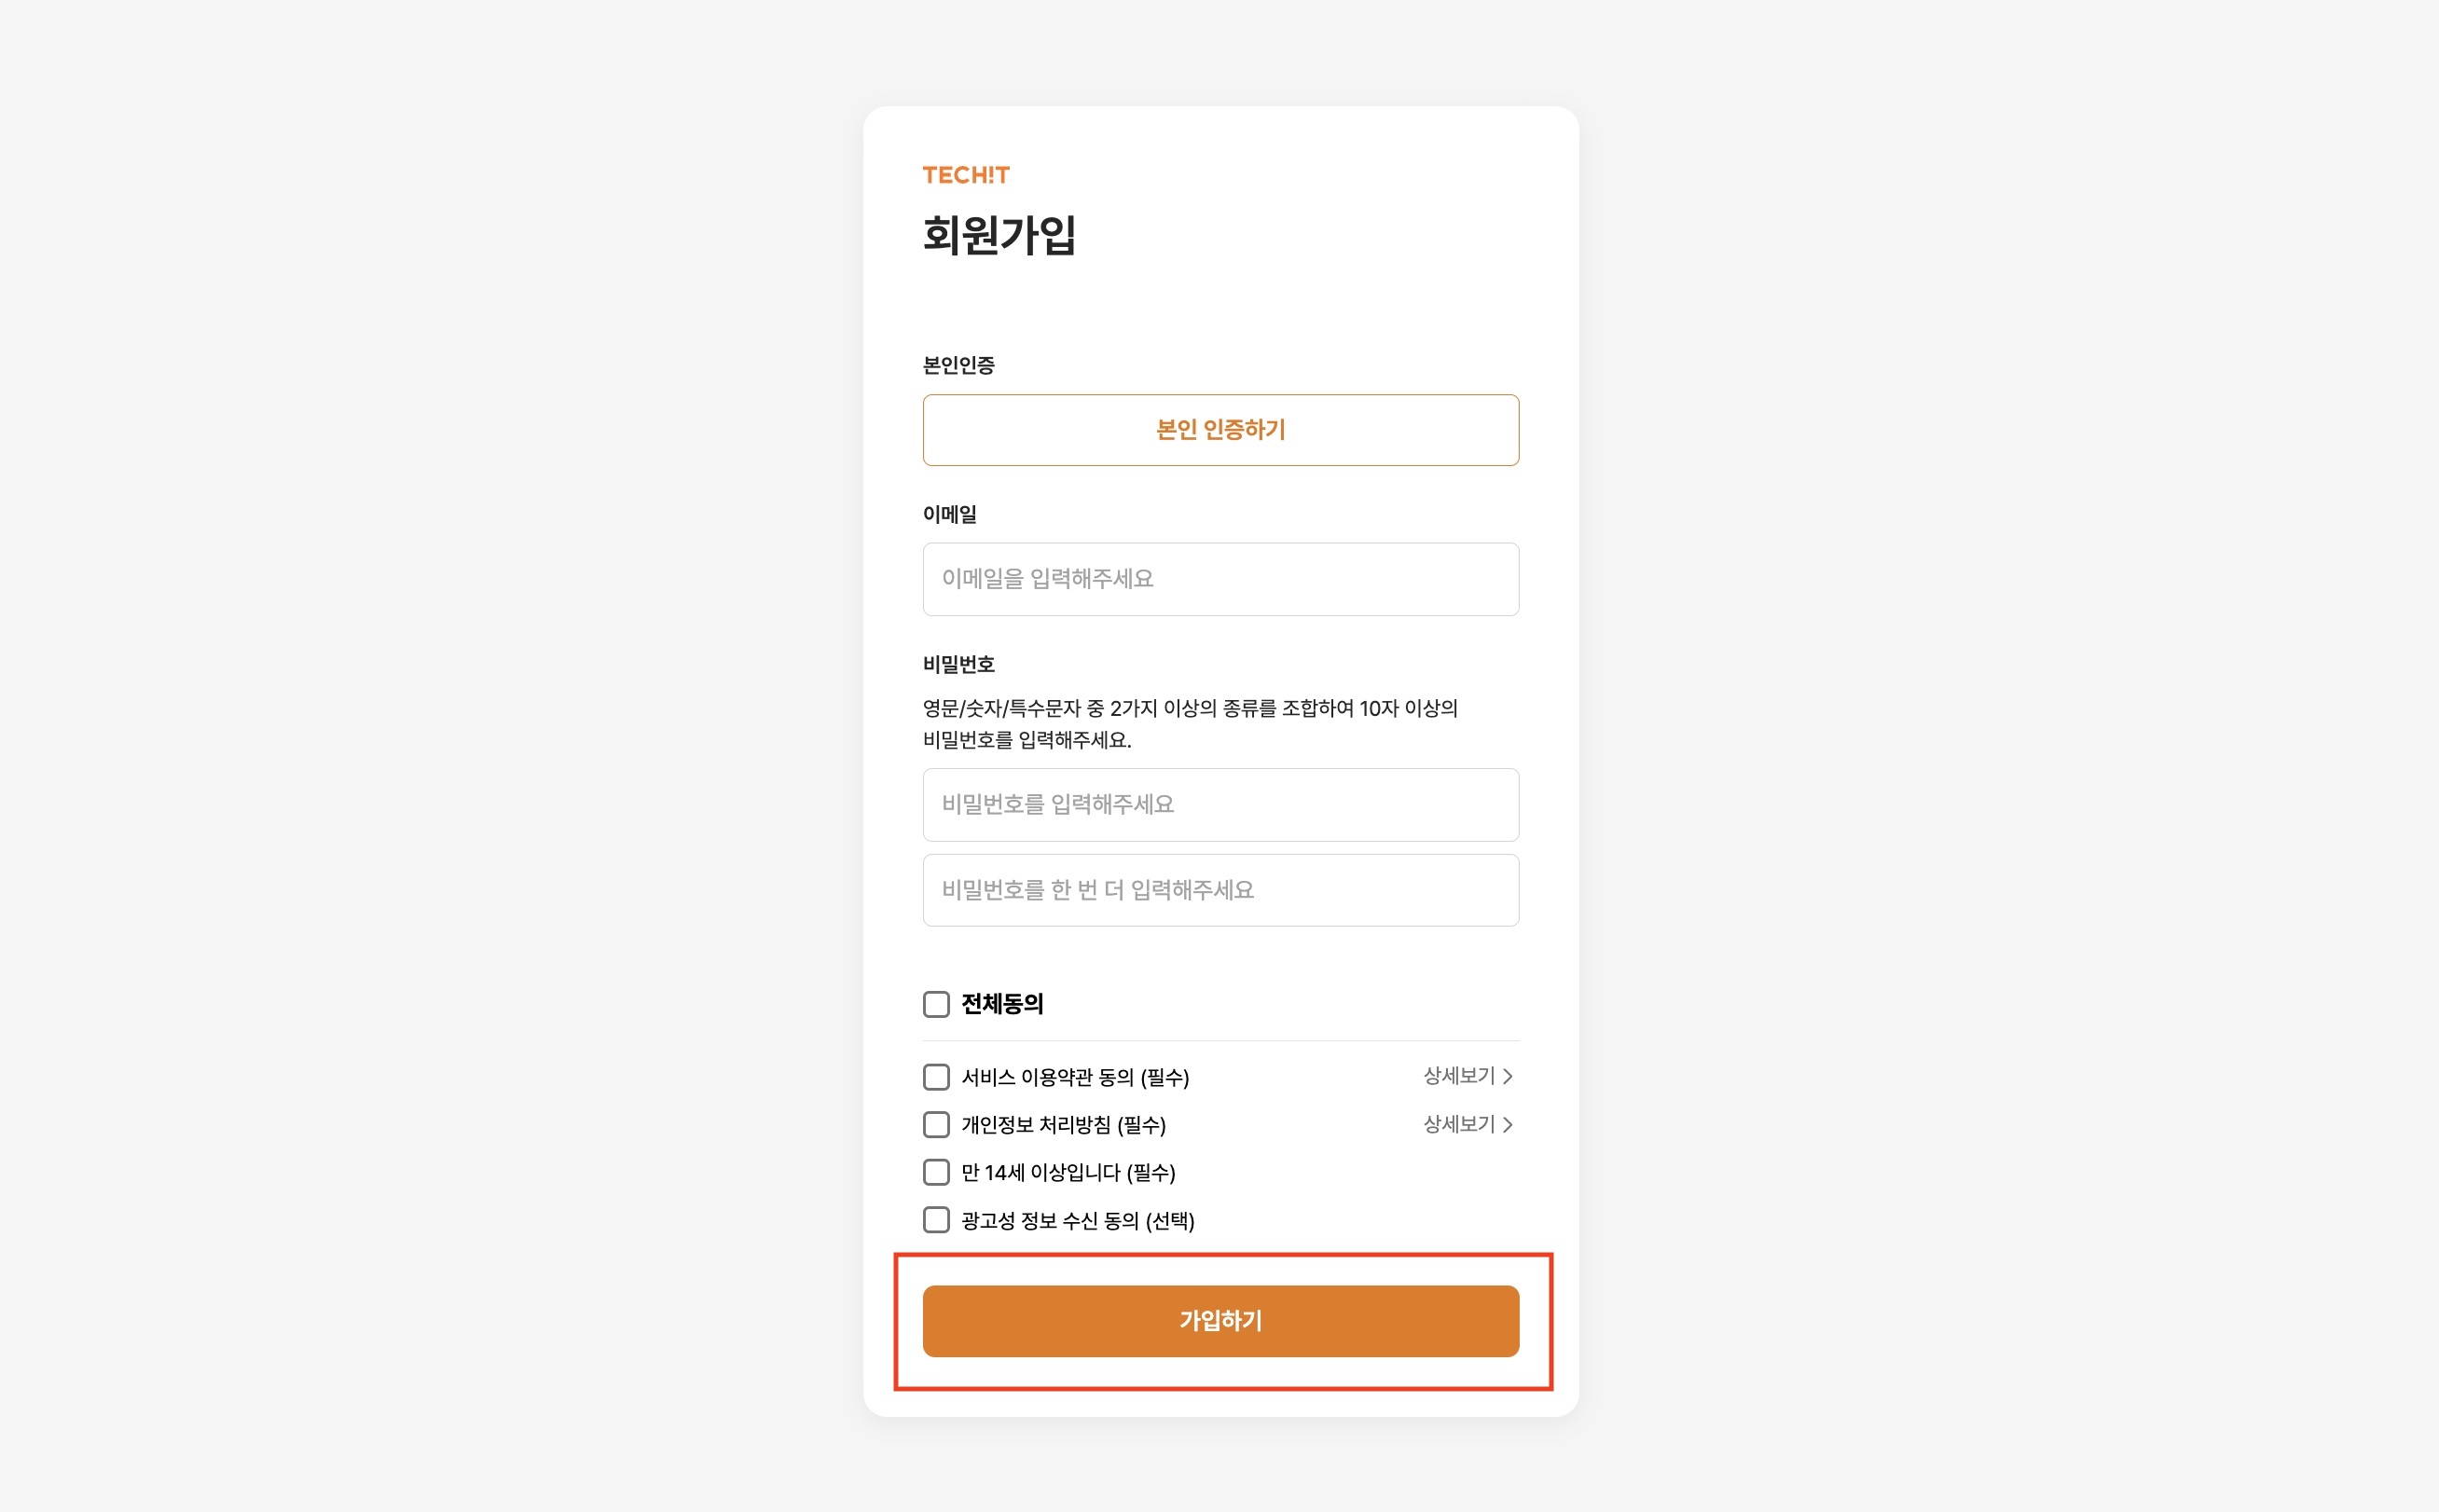 TECH!T
회원가입
본인인증
본인 인증하기
이메일
이메일을 입력해주세요
비밀번호
영문/숫자/특수문자 중 2가지 이상의 종류를 조합하여 10자 이상의
비밀번호를 입력해주세요.
비밀번호를 입력해주세요
비밀번호를 한 번 더 입력해주세요
전체동의
서비스 이용약관 동의 (필수) 상세보기 >
개인정보 처리방침 (필수) 상세보기 >
만 14세 이상입니다 (필수)
광고성 정보 수신 동의 (선택)
가입하기